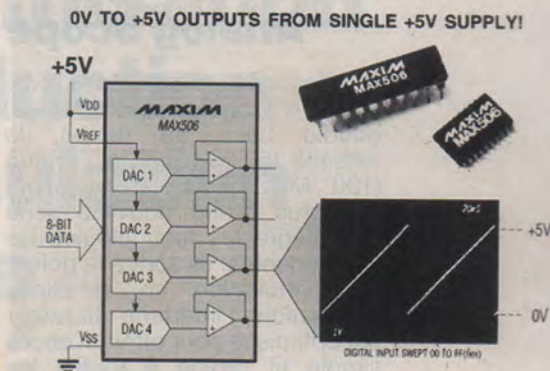 0V TO +5V OUTPUTS FROM SINGLE +5V SUPPLY!
+5V
VDD
VREF
MAXIM
MAX506
DAC 1
DAC 2
DAC 3
DAC 4
8-BIT
DATA
VSS
MAXIM
MAX506
MAXIM
MAX506
1V
+5V
0V
DIGITAL INPUT SWEPT 00 TO FF(Hex)